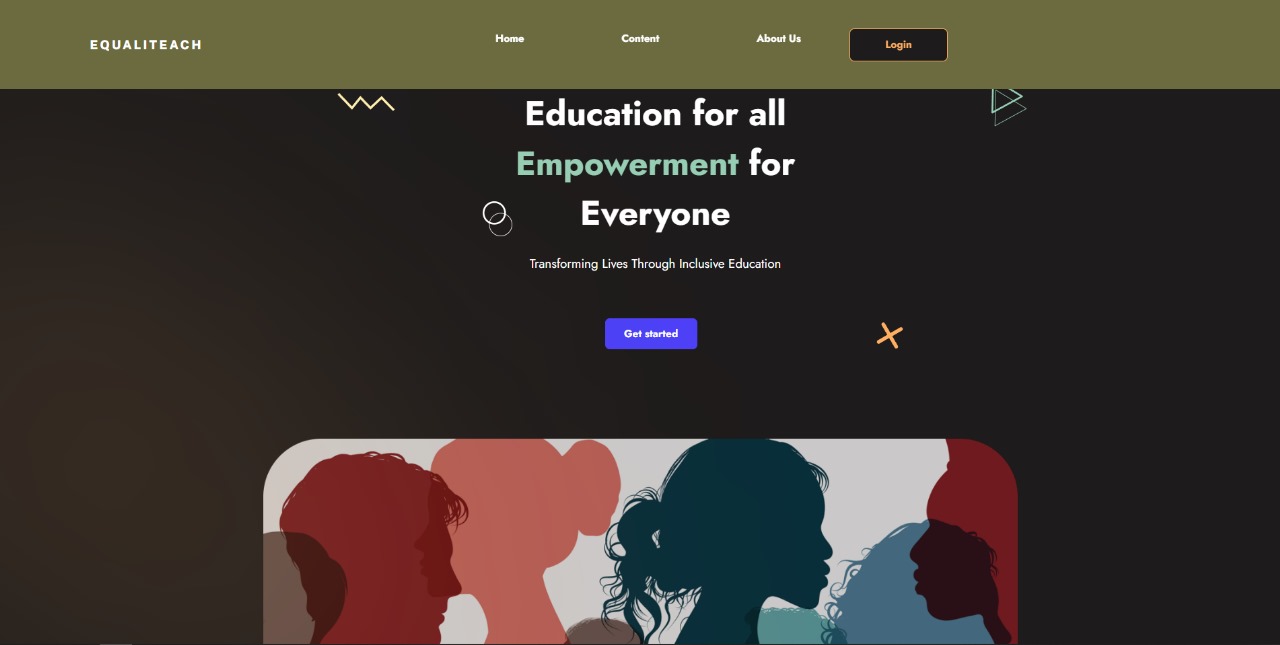 EQUALITEACH
Home
Content
About Us
Login
Education for all
Empowerment for
Everyone
Transforming Lives Through Inclusive Education
Get started